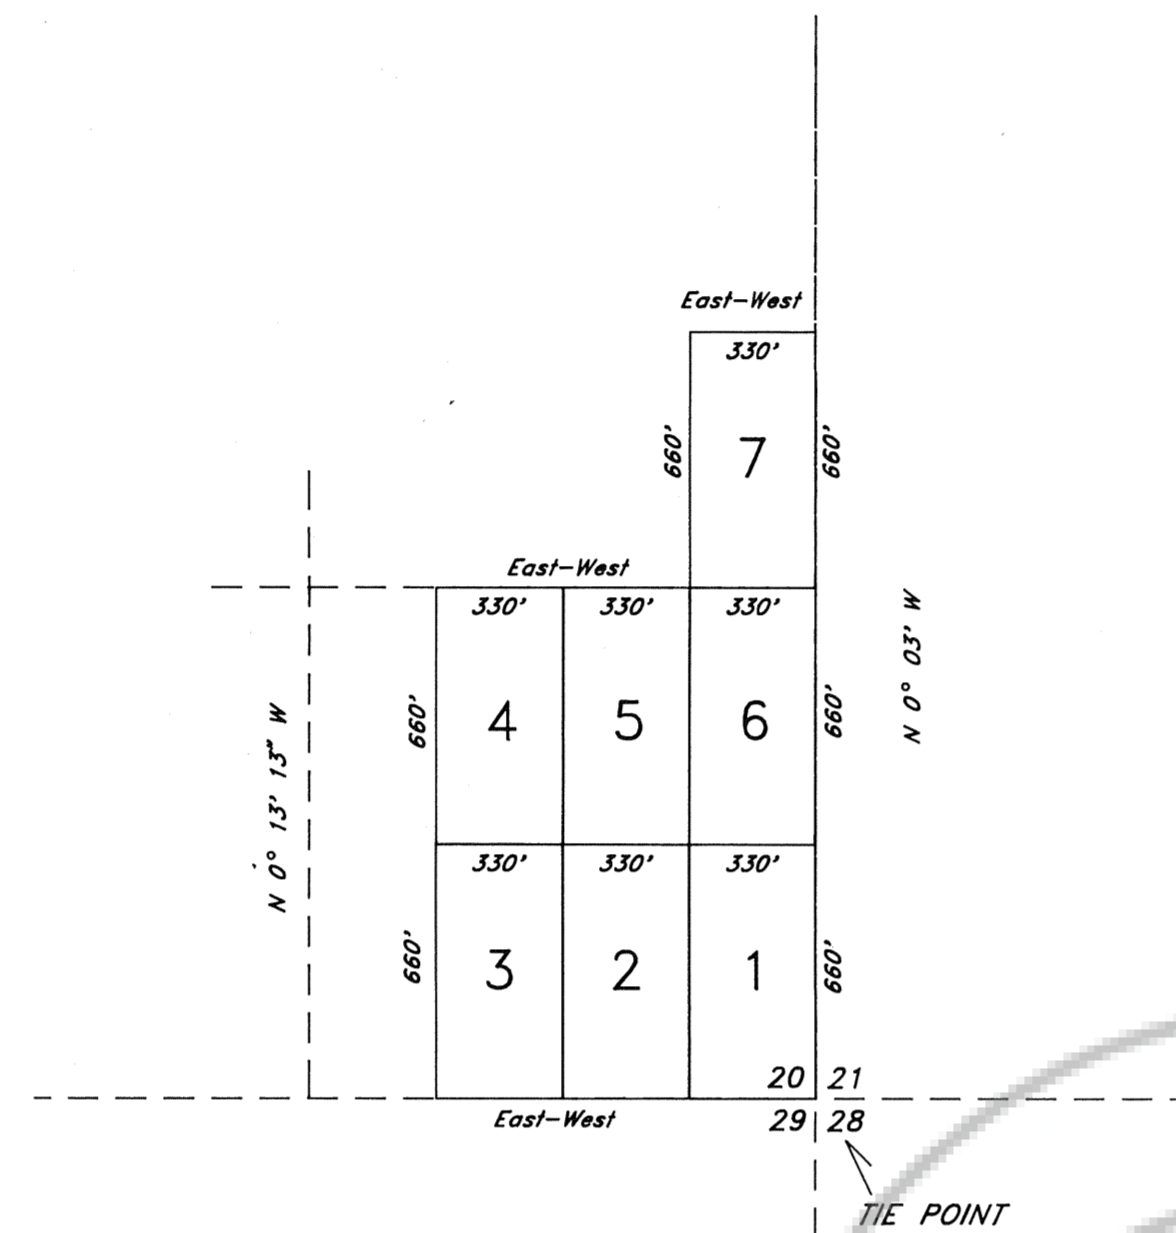 East-West
330'
660' 7 660'
East-West
330' 330' 330'
N 0° 03' W
660' 4 5 6 660'
N 0° 13' 13" W
330' 330' 330'
660' 3 2 1 660'
20 21
East-West 29 28
TIE POINT